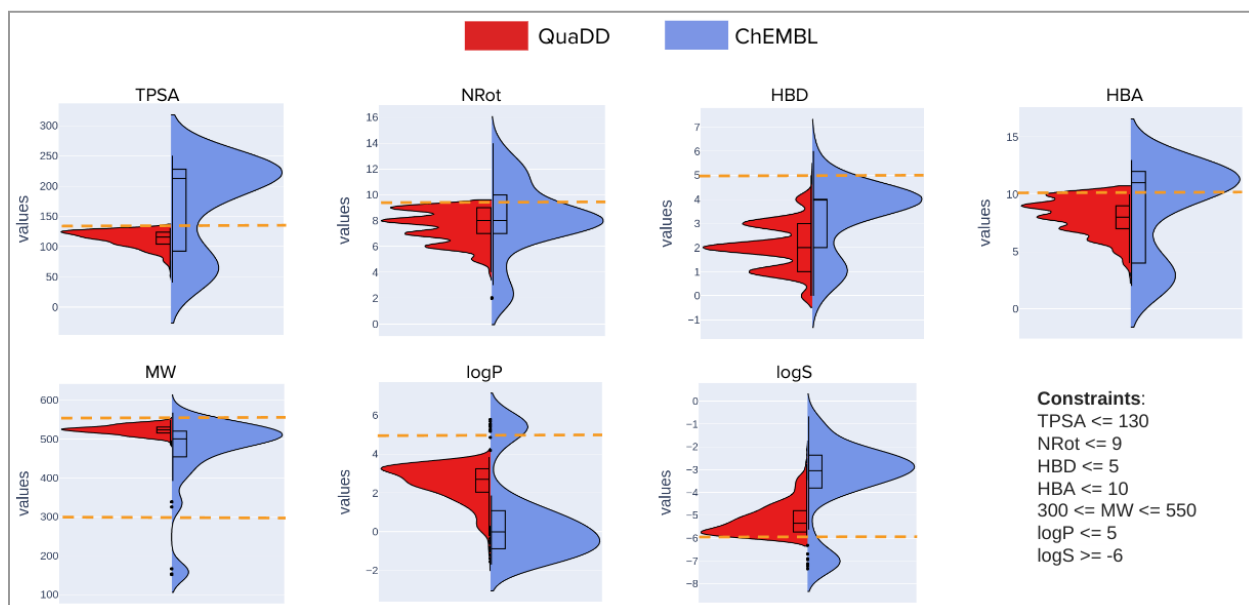 QuaDD ChEMBL
TPSA
values
300
250
200
150
100
50
0
NRot
values
16
14
12
10
8
6
4
2
0
HBD
values
7
6
5
4
3
2
1
0
−1
HBA
values
15
10
5
0
MW
values
600
500
400
300
200
100
logP
values
6
4
2
0
−2
logS
values
0
−1
−2
−3
−4
−5
−6
−7
−8
Constraints:
TPSA <= 130
NRot <= 9
HBD <= 5
HBA <= 10
300 <= MW <= 550
logP <= 5
logS >= -6